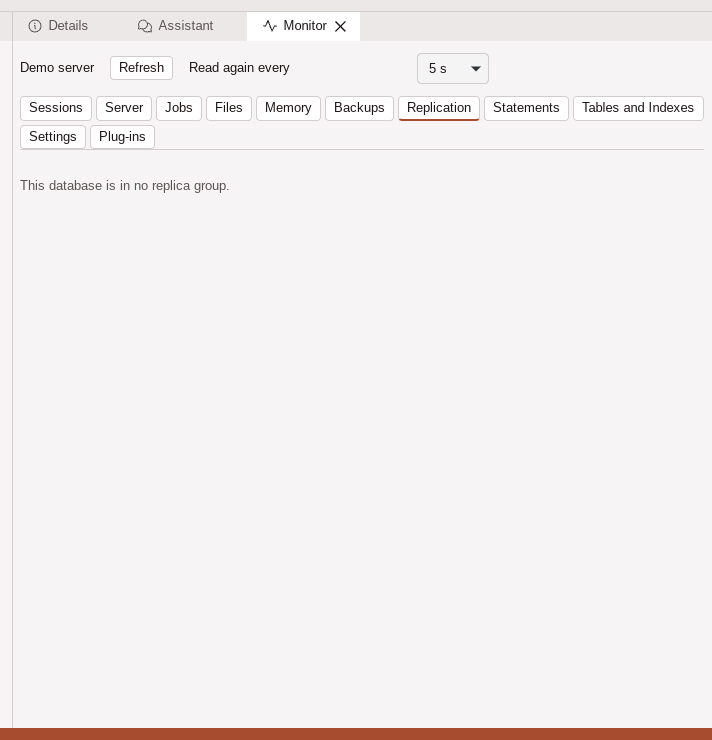 Details Assistant Monitor
Demo server Refresh Read again every 5 s
Sessions Server Jobs Files Memory Backups Replication Statements Tables and Indexes
Settings Plug-ins
This database is in no replica group.